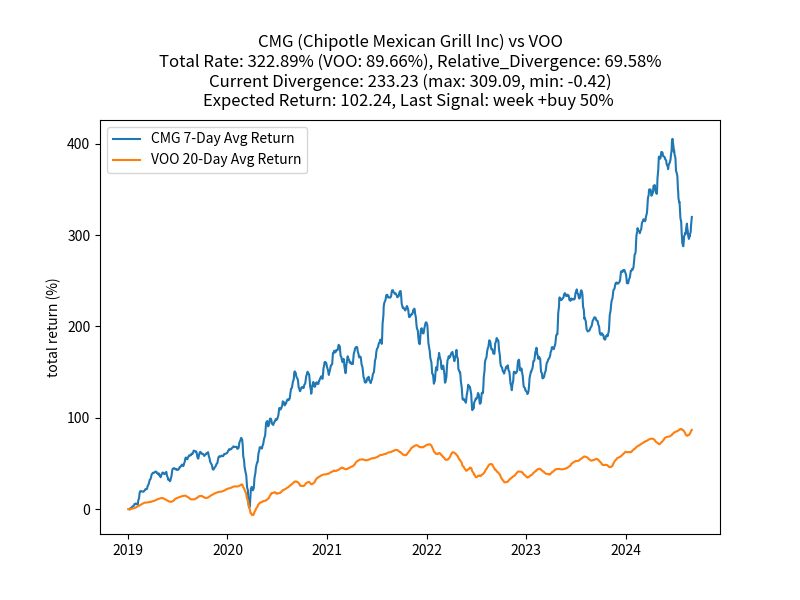 CMG (Chipotle Mexican Grill Inc) vs VOO
Total Rate: 322.89% (VOO: 89.66%), Relative_Divergence: 69.58%
Current Divergence: 233.23 (max: 309.09, min: -0.42)
Expected Return: 102.24, Last Signal: week +buy 50%
CMG 7-Day Avg Return
VOO 20-Day Avg Return
total return (%)
400
300
200
100
0
2019 2020 2021 2022 2023 2024